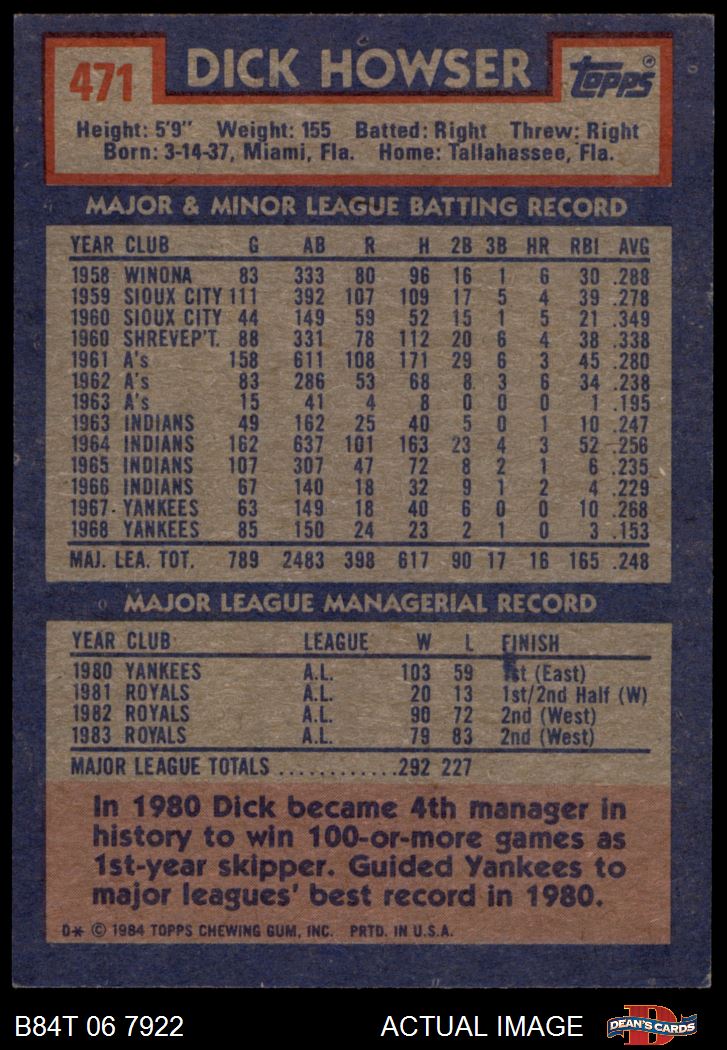 471 DICK HOWSER Topps®
Height: 5'9" Weight: 155 Batted: Right Threw: Right
Born: 3-14-37, Miami, Fla. Home: Tallahassee, Fla.
MAJOR & MINOR LEAGUE BATTING RECORD
YEAR CLUB G AB R H 2B 3B HR RBI AVG
1958 WINONA 83 333 80 96 16 1 6 30 .288
1959 SIOUX CITY 111 392 107 109 17 5 4 39 .278
1960 SIOUX CITY 44 149 59 52 15 1 5 21 .349
1960 SHREVEP'T. 88 331 78 112 20 6 4 38 .338
1961 A's 158 611 108 171 29 6 3 45 .280
1962 A's 83 286 53 68 8 3 6 34 .238
1963 A's 15 41 4 8 0 0 0 1 .195
1963 INDIANS 49 162 25 40 5 0 1 10 .247
1964 INDIANS 162 637 101 163 23 4 3 52 .256
1965 INDIANS 107 307 47 72 8 2 1 6 .235
1966 INDIANS 67 140 18 32 9 1 2 4 .229
1967 YANKEES 63 149 18 40 6 0 0 10 .268
1968 YANKEES 85 150 24 23 2 1 0 3 .153
MAJ. LEA. TOT. 789 2483 398 617 90 17 16 165 .248
MAJOR LEAGUE MANAGERIAL RECORD
YEAR CLUB LEAGUE W L FINISH
1980 YANKEES A.L. 103 59 1st (East)
1981 ROYALS A.L. 20 13 1st/2nd Half (W)
1982 ROYALS A.L. 90 72 2nd (West)
1983 ROYALS A.L. 79 83 2nd (West)
MAJOR LEAGUE TOTALS ............292 227
In 1980 Dick became 4th manager in
history to win 100-or-more games as
1st-year skipper. Guided Yankees to
major leagues' best record in 1980.
D* © 1984 TOPPS CHEWING GUM, INC. PRTD. IN U.S.A.
B84T 06 7922 ACTUAL IMAGE D DEAN'S CARDS